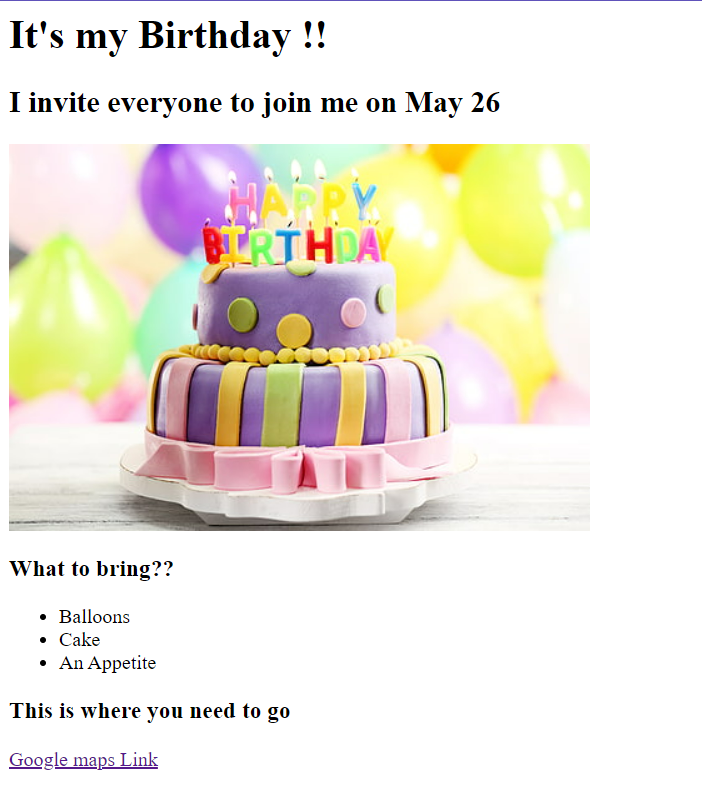 It's my Birthday !!
I invite everyone to join me on May 26
HAPPY
BIRTHDAY
What to bring??
Balloons
Cake
An Appetite
This is where you need to go
Google maps Link